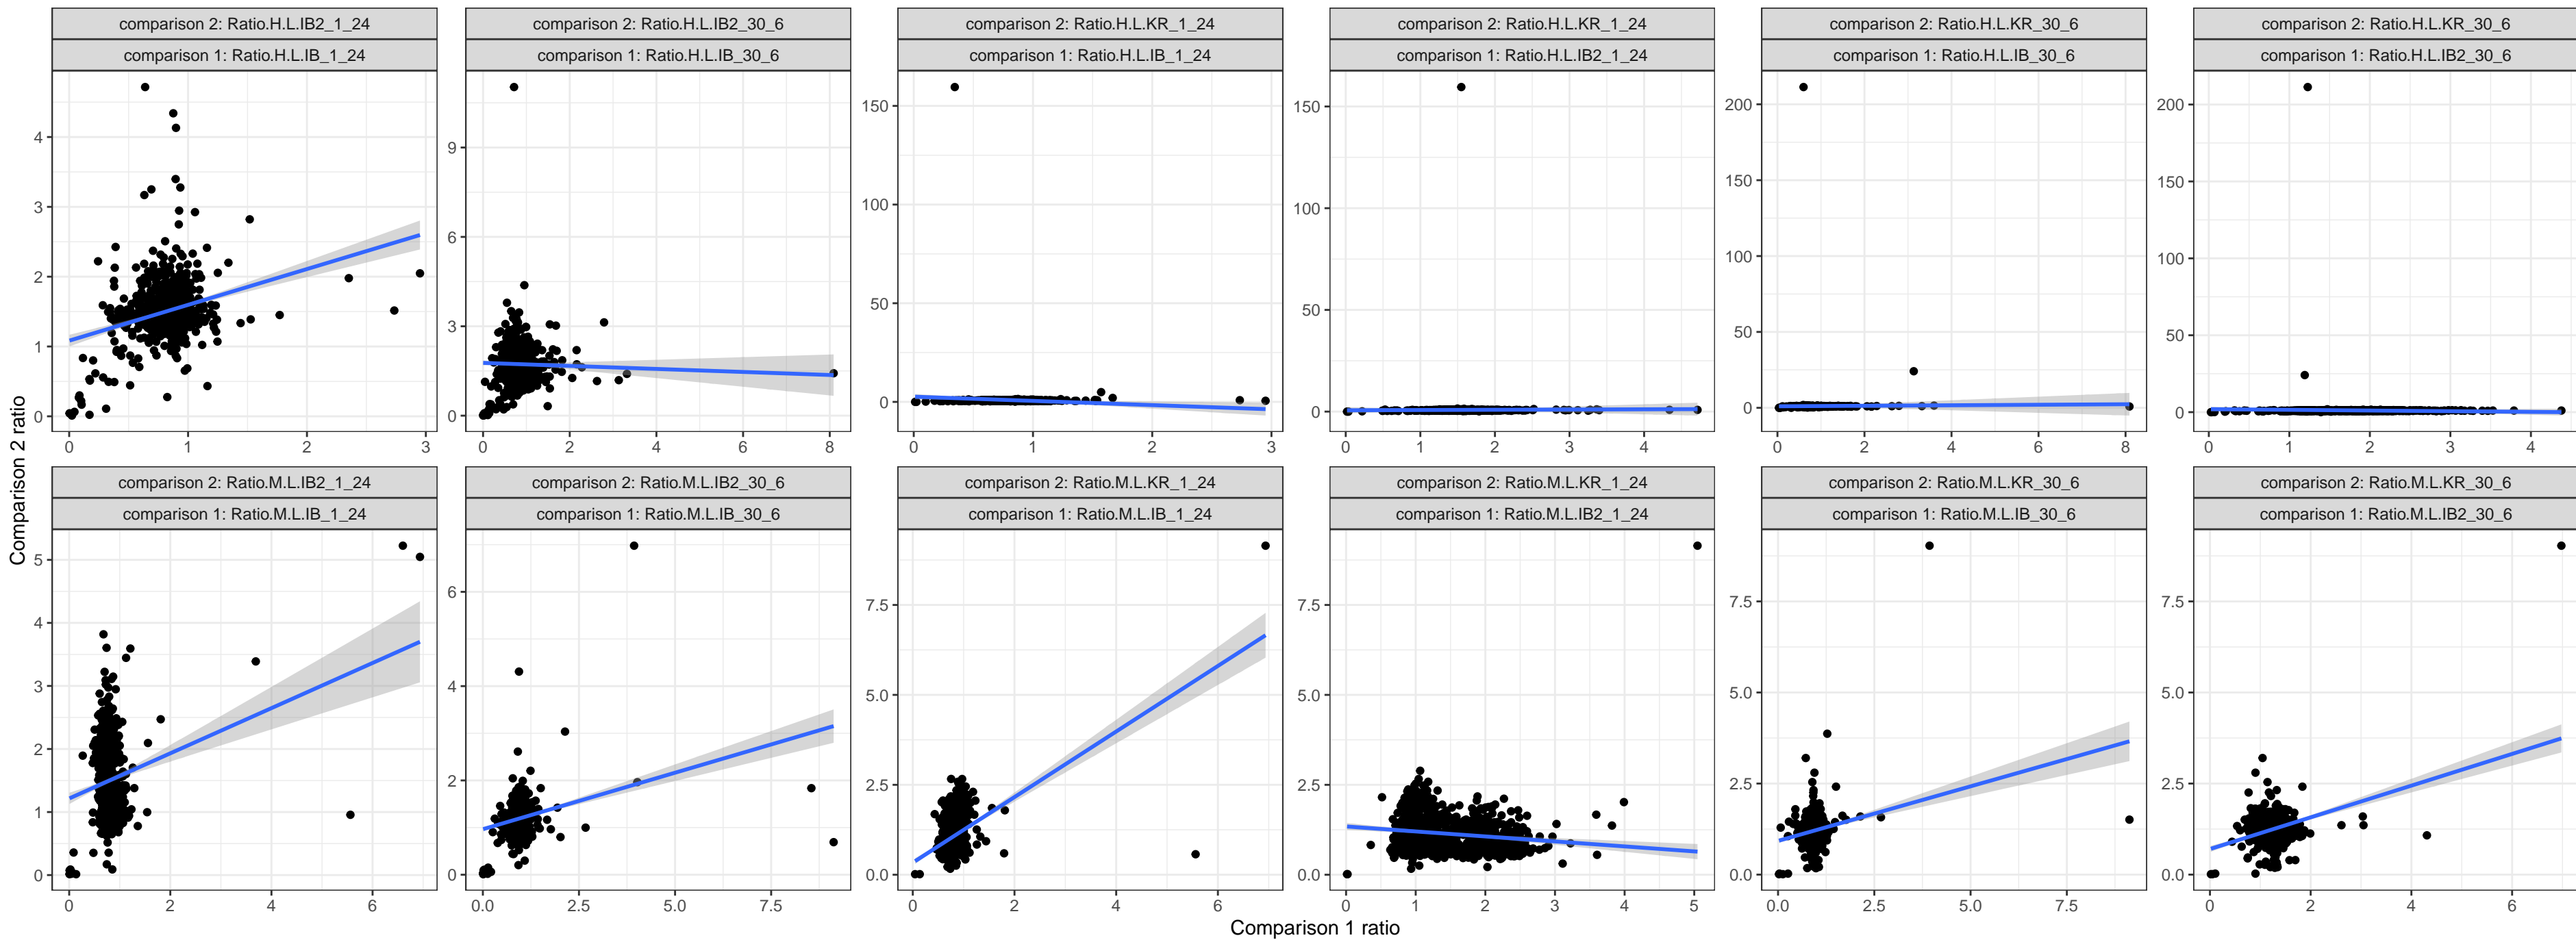 comparison 2: Ratio.H.L.IB2_1_24
comparison 1: Ratio.H.L.IB_1_24
4
3
2
1
0
0 1 2 3
comparison 2: Ratio.H.L.IB2_30_6
comparison 1: Ratio.H.L.IB_30_6
9
6
3
0
0 2 4 6 8
comparison 2: Ratio.H.L.KR_1_24
comparison 1: Ratio.H.L.IB_1_24
150
100
50
0
0 1 2 3
comparison 2: Ratio.H.L.KR_1_24
comparison 1: Ratio.H.L.IB2_1_24
150
100
50
0
0 1 2 3 4
comparison 2: Ratio.H.L.KR_30_6
comparison 1: Ratio.H.L.IB_30_6
200
150
100
50
0
0 2 4 6 8
comparison 2: Ratio.H.L.KR_30_6
comparison 1: Ratio.H.L.IB2_30_6
200
150
100
50
0
0 1 2 3 4
Comparison 2 ratio
comparison 2: Ratio.M.L.IB2_1_24
comparison 1: Ratio.M.L.IB_1_24
5
4
3
2
1
0
0 2 4 6
comparison 2: Ratio.M.L.IB2_30_6
comparison 1: Ratio.M.L.IB_30_6
6
4
2
0
0.0 2.5 5.0 7.5
comparison 2: Ratio.M.L.KR_1_24
comparison 1: Ratio.M.L.IB_1_24
7.5
5.0
2.5
0.0
0 2 4 6
comparison 2: Ratio.M.L.KR_1_24
comparison 1: Ratio.M.L.IB2_1_24
7.5
5.0
2.5
0.0
0 1 2 3 4 5
comparison 2: Ratio.M.L.KR_30_6
comparison 1: Ratio.M.L.IB_30_6
7.5
5.0
2.5
0.0
0.0 2.5 5.0 7.5
comparison 2: Ratio.M.L.KR_30_6
comparison 1: Ratio.M.L.IB2_30_6
7.5
5.0
2.5
0.0
0 2 4 6
Comparison 1 ratio